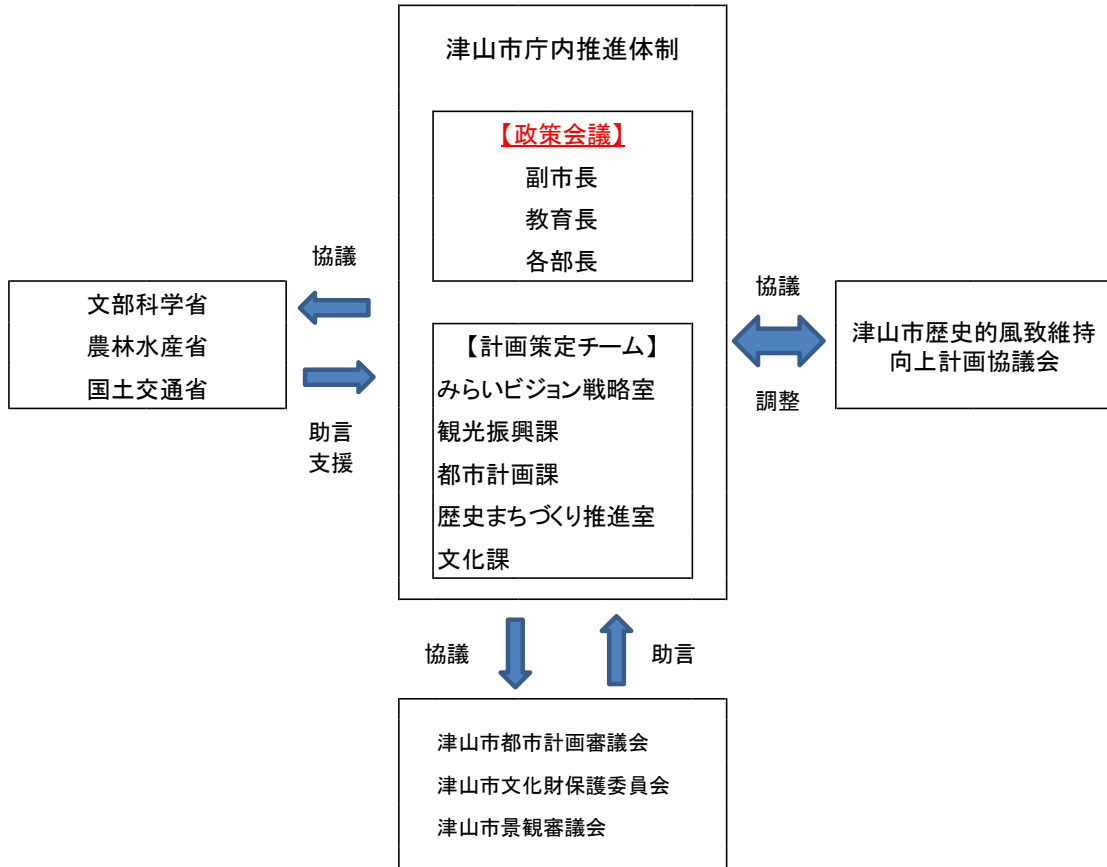 津山市庁内推進体制
【政策会議】
副市長
教育長
各部長
協議
文部科学省
農林水産省
国土交通省
助言
支援
【計画策定チーム】
みらいビジョン戦略室
観光振興課
都市計画課
歴史まちづくり推進室
文化課
協議
調整
津山市歴史的風致維持
向上計画協議会
協議
助言
津山市都市計画審議会
津山市文化財保護委員会
津山市景観審議会